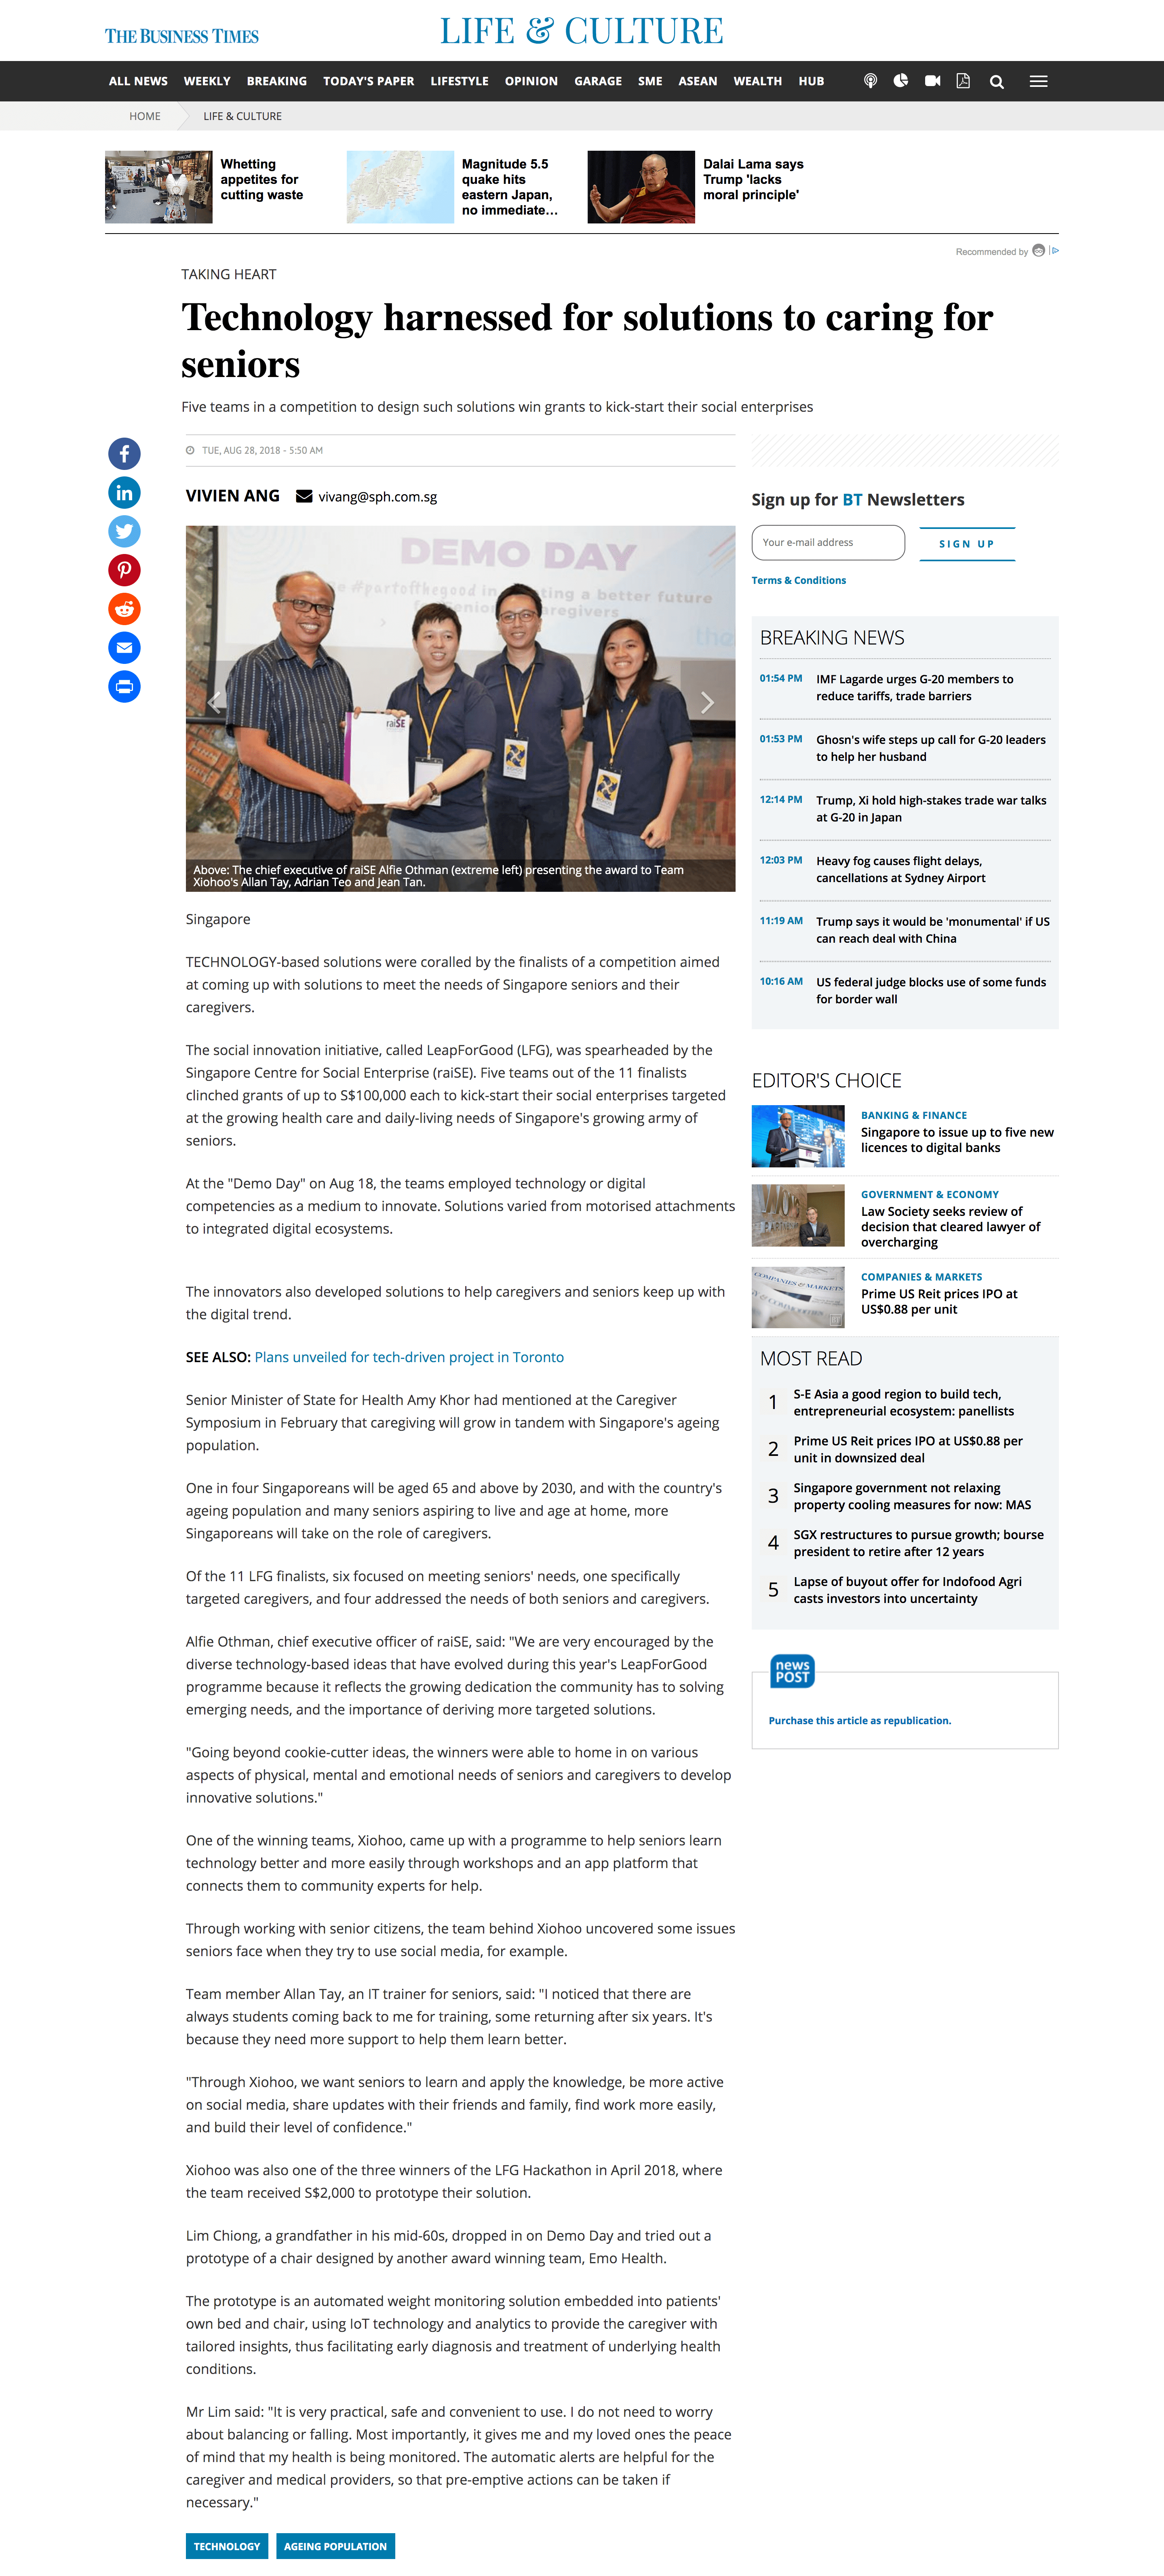 THE BUSINESS TIMES
LIFE & CULTURE
ALL NEWS WEEKLY BREAKING TODAY'S PAPER LIFESTYLE OPINION GARAGE SME ASEAN WEALTH HUB
HOME LIFE & CULTURE
Whetting
appetites for
cutting waste
Magnitude 5.5
quake hits
eastern Japan,
no immediate...
Dalai Lama says
Trump 'lacks
moral principle'
Recommended by
TAKING HEART
Technology harnessed for solutions to caring for
seniors
Five teams in a competition to design such solutions win grants to kick-start their social enterprises
TUE, AUG 28, 2018 - 5:50 AM
VIVIEN ANG vivang@sph.com.sg
DEMO DAY
#partofthegood in
a better future
caregivers
raiSE
Above: The chief executive of raiSE Alfie Othman (extreme left) presenting the award to Team
Xiohoo's Allan Tay, Adrian Teo and Jean Tan.
Singapore
TECHNOLOGY-based solutions were coralled by the finalists of a competition aimed
at coming up with solutions to meet the needs of Singapore seniors and their
caregivers.
The social innovation initiative, called LeapForGood (LFG), was spearheaded by the
Singapore Centre for Social Enterprise (raiSE). Five teams out of the 11 finalists
clinched grants of up to S$100,000 each to kick-start their social enterprises targeted
at the growing health care and daily-living needs of Singapore's growing army of
seniors.
At the "Demo Day" on Aug 18, the teams employed technology or digital
competencies as a medium to innovate. Solutions varied from motorised attachments
to integrated digital ecosystems.
The innovators also developed solutions to help caregivers and seniors keep up with
the digital trend.
SEE ALSO: Plans unveiled for tech-driven project in Toronto
Senior Minister of State for Health Amy Khor had mentioned at the Caregiver
Symposium in February that caregiving will grow in tandem with Singapore's ageing
population.
One in four Singaporeans will be aged 65 and above by 2030, and with the country's
ageing population and many seniors aspiring to live and age at home, more
Singaporeans will take on the role of caregivers.
Of the 11 LFG finalists, six focused on meeting seniors' needs, one specifically
targeted caregivers, and four addressed the needs of both seniors and caregivers.
Alfie Othman, chief executive officer of raiSE, said: "We are very encouraged by the
diverse technology-based ideas that have evolved during this year's LeapForGood
programme because it reflects the growing dedication the community has to solving
emerging needs, and the importance of deriving more targeted solutions.
"Going beyond cookie-cutter ideas, the winners were able to home in on various
aspects of physical, mental and emotional needs of seniors and caregivers to develop
innovative solutions."
One of the winning teams, Xiohoo, came up with a programme to help seniors learn
technology better and more easily through workshops and an app platform that
connects them to community experts for help.
Through working with senior citizens, the team behind Xiohoo uncovered some issues
seniors face when they try to use social media, for example.
Team member Allan Tay, an IT trainer for seniors, said: "I noticed that there are
always students coming back to me for training, some returning after six years. It's
because they need more support to help them learn better.
"Through Xiohoo, we want seniors to learn and apply the knowledge, be more active
on social media, share updates with their friends and family, find work more easily,
and build their level of confidence."
Xiohoo was also one of the three winners of the LFG Hackathon in April 2018, where
the team received S$2,000 to prototype their solution.
Lim Chiong, a grandfather in his mid-60s, dropped in on Demo Day and tried out a
prototype of a chair designed by another award winning team, Emo Health.
The prototype is an automated weight monitoring solution embedded into patients'
own bed and chair, using IoT technology and analytics to provide the caregiver with
tailored insights, thus facilitating early diagnosis and treatment of underlying health
conditions.
Mr Lim said: "It is very practical, safe and convenient to use. I do not need to worry
about balancing or falling. Most importantly, it gives me and my loved ones the peace
of mind that my health is being monitored. The automatic alerts are helpful for the
caregiver and medical providers, so that pre-emptive actions can be taken if
necessary."
TECHNOLOGY AGEING POPULATION
Sign up for BT Newsletters
Your e-mail address SIGN UP
Terms & Conditions
BREAKING NEWS
01:54 PM IMF Lagarde urges G-20 members to
reduce tariffs, trade barriers
01:53 PM Ghosn's wife steps up call for G-20 leaders
to help her husband
12:14 PM Trump, Xi hold high-stakes trade war talks
at G-20 in Japan
12:03 PM Heavy fog causes flight delays,
cancellations at Sydney Airport
11:19 AM Trump says it would be 'monumental' if US
can reach deal with China
10:16 AM US federal judge blocks use of some funds
for border wall
EDITOR'S CHOICE
BANKING & FINANCE
Singapore to issue up to five new
licences to digital banks
GOVERNMENT & ECONOMY
Law Society seeks review of
decision that cleared lawyer of
overcharging
COMPANIES & MARKETS
COMPANIES & MARKETS
Prime US Reit prices IPO at
US$0.88 per unit
MOST READ
1 S-E Asia a good region to build tech,
entrepreneurial ecosystem: panellists
2 Prime US Reit prices IPO at US$0.88 per
unit in downsized deal
3 Singapore government not relaxing
property cooling measures for now: MAS
4 SGX restructures to pursue growth; bourse
president to retire after 12 years
5 Lapse of buyout offer for Indofood Agri
casts investors into uncertainty
news
POST
Purchase this article as republication.